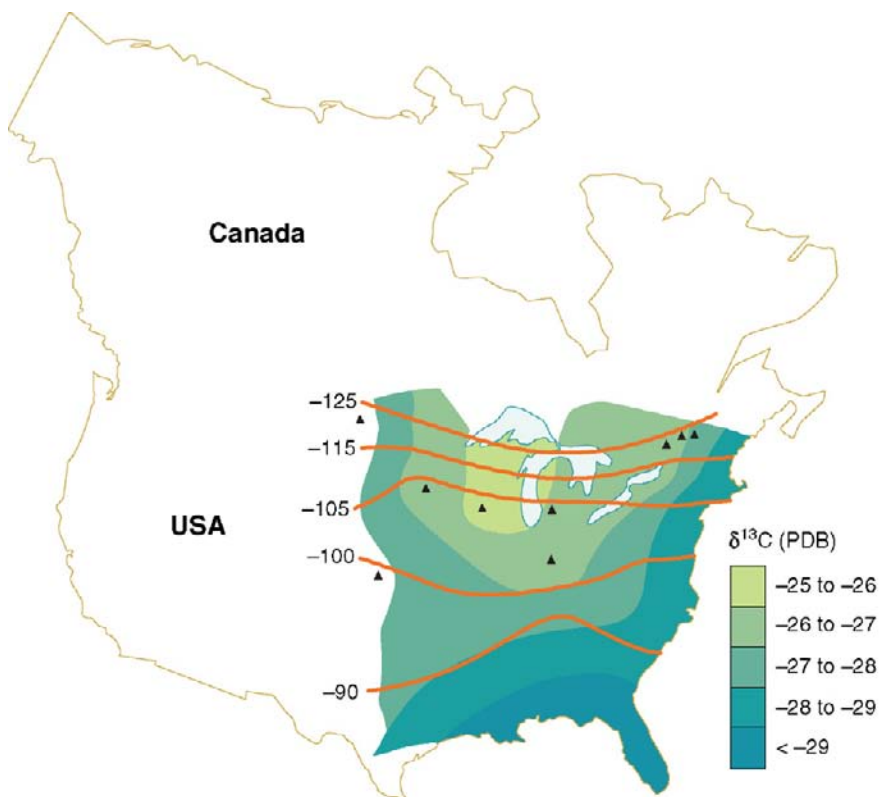 Canada
–125
–115
–105
USA
–100
–90
δ¹³C (PDB)
–25 to –26
–26 to –27
–27 to –28
–28 to –29
< –29